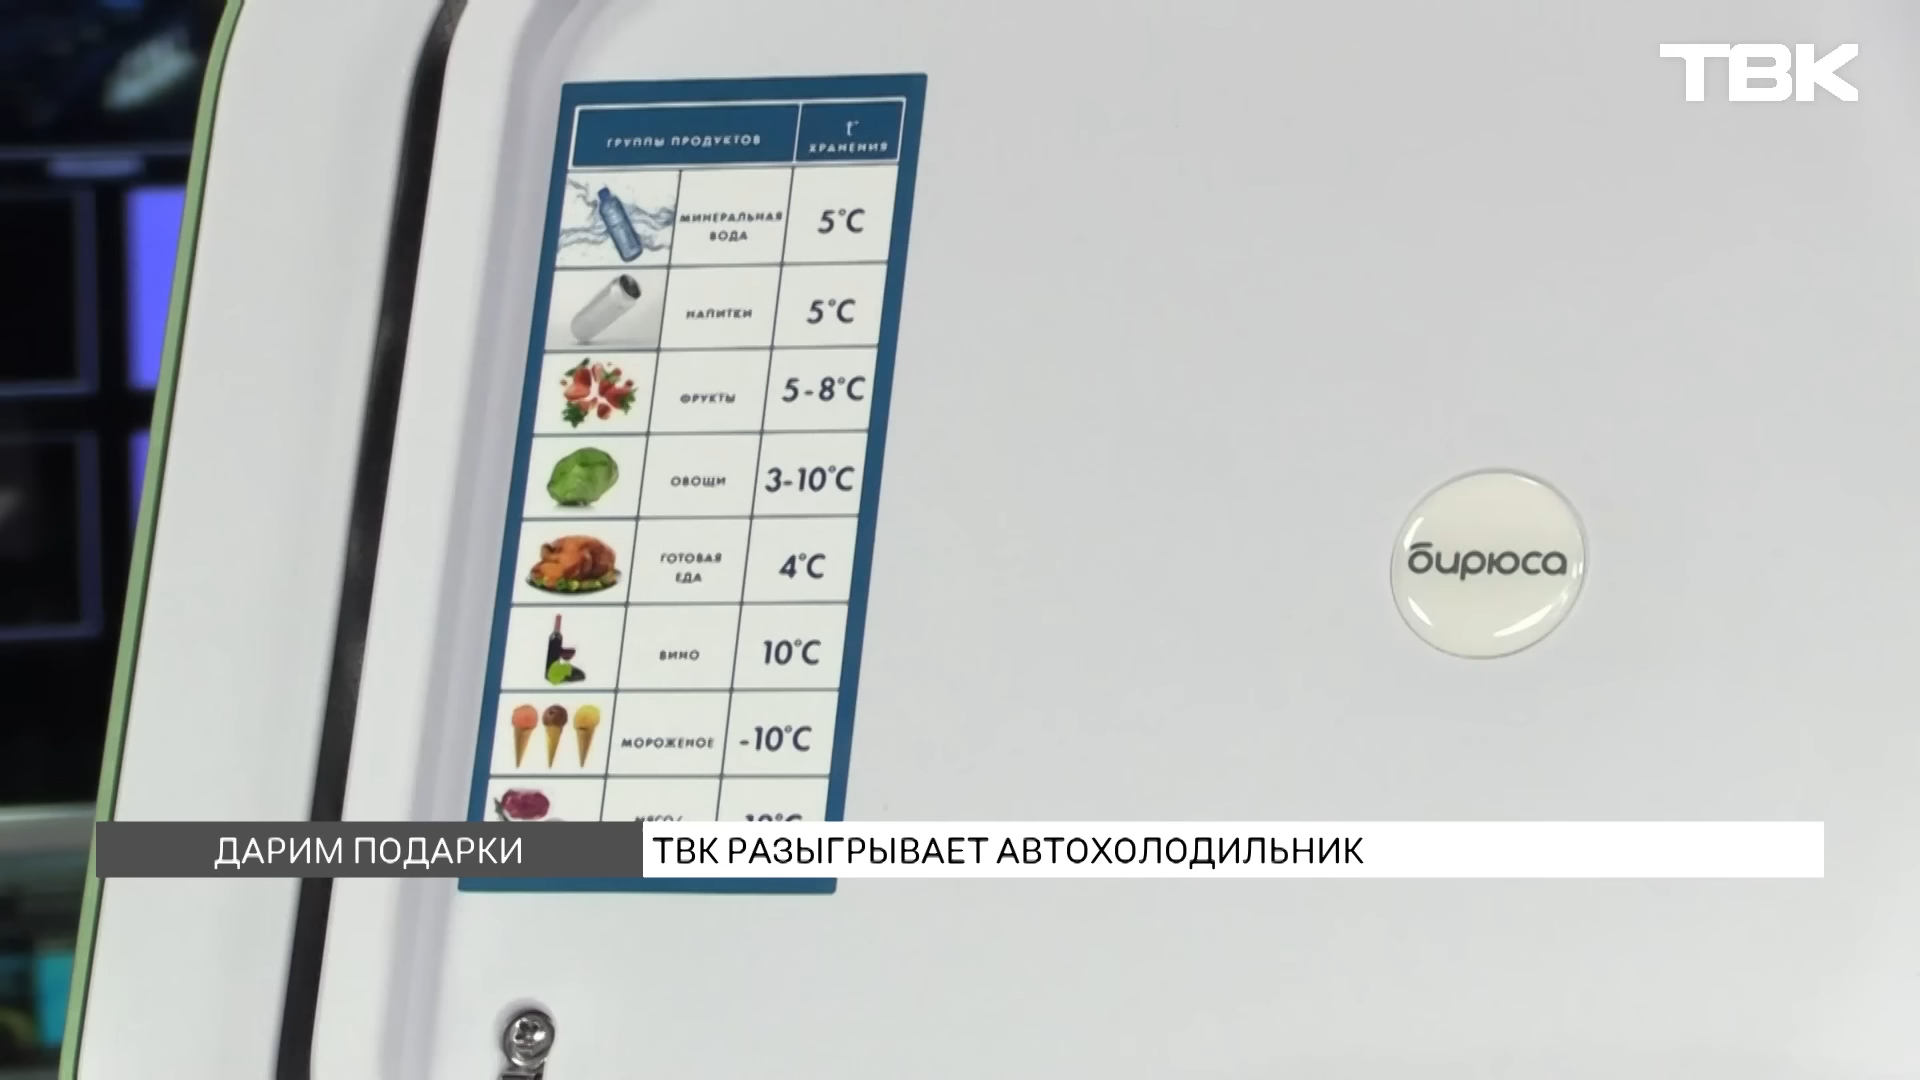 ТВК
ГРУППЫ ПРОДУКТОВ
t°
ХРАНЕНИЯ
МИНЕРАЛЬНАЯ
ВОДА
5°C
НАПИТКИ
5°C
ФРУКТЫ
5-8°C
ОВОЩИ
3-10°C
ГОТОВАЯ
ЕДА
4°C
ВИНО
10°C
МОРОЖЕНОЕ
-10°C
бирюса
ДАРИМ ПОДАРКИ
ТВК РАЗЫГРЫВАЕТ АВТОХОЛОДИЛЬНИК